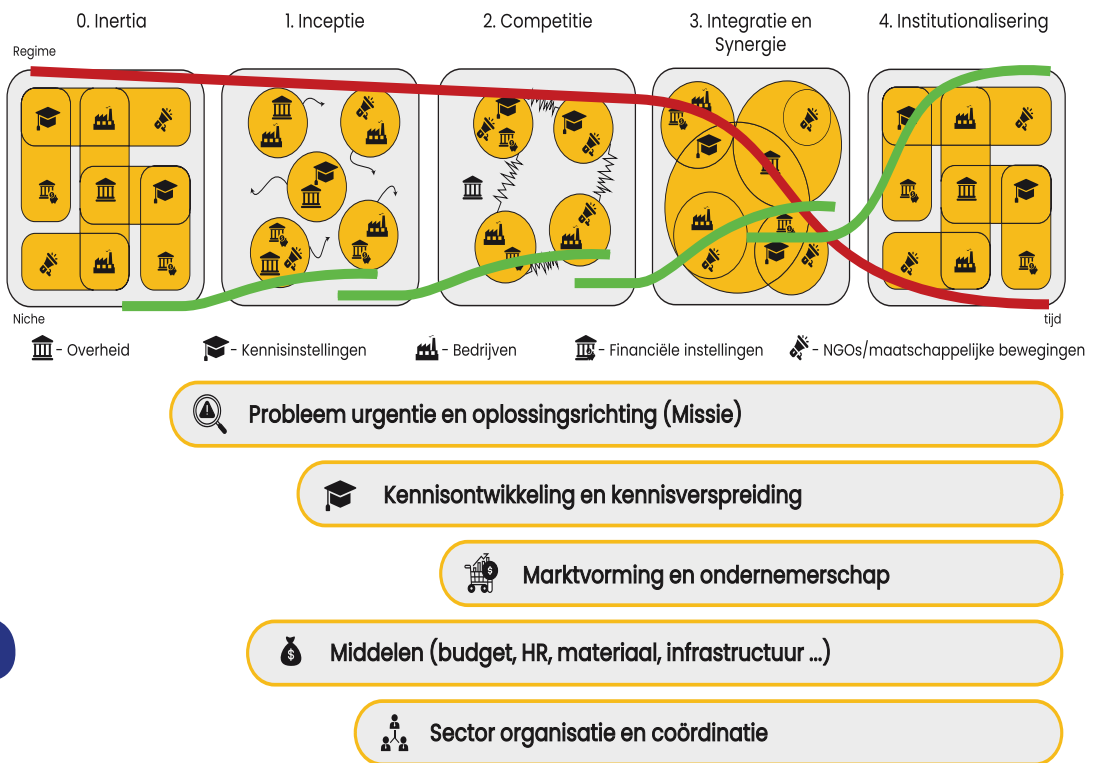 0. Inertia
1. Inceptie
2. Competitie
3. Integratie en
Synergie
4. Institutionalisering
Regime
Niche
tijd
- Overheid
- Kennisinstellingen
- Bedrijven
- Financiële instellingen
- NGOs/maatschappelijke bewegingen
Probleem urgentie en oplossingsrichting (Missie)
Kennisontwikkeling en kennisverspreiding
$
Marktvorming en ondernemerschap
$
Middelen (budget, HR, materiaal, infrastructuur ...)
Sector organisatie en coördinatie